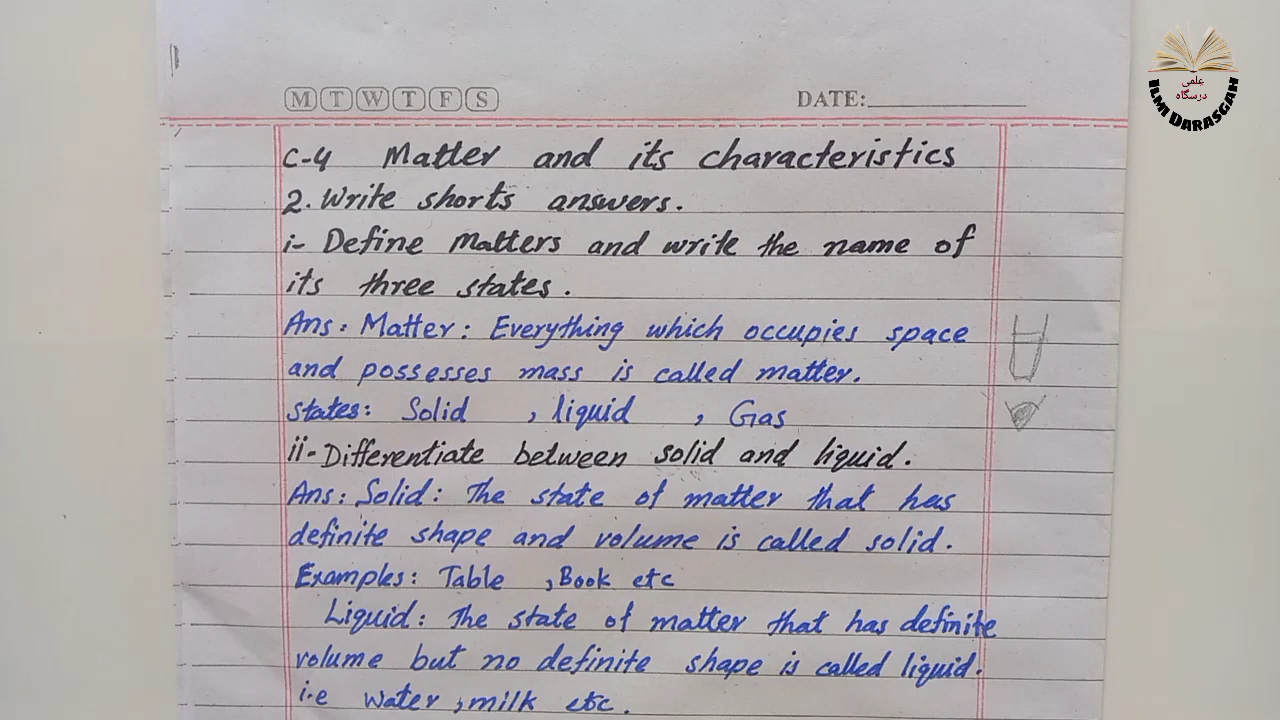 M T W T F S DATE:
علمی
درسگاه
ILMI DARASGAH
C-4 Matter and its characteristics
2. Write shorts answers.
i- Define Matters and write the name of
its three states.
Ans: Matter: Everything which occupies space
and possesses mass is called matter.
States: Solid , liquid , Gas
ii- Differentiate between solid and liquid.
Ans: Solid: The state of matter that has
definite shape and volume is called solid.
Examples: Table , Book etc
Liquid: The state of matter that has definite
volume but no definite shape is called liquid.
i.e water, milk etc.